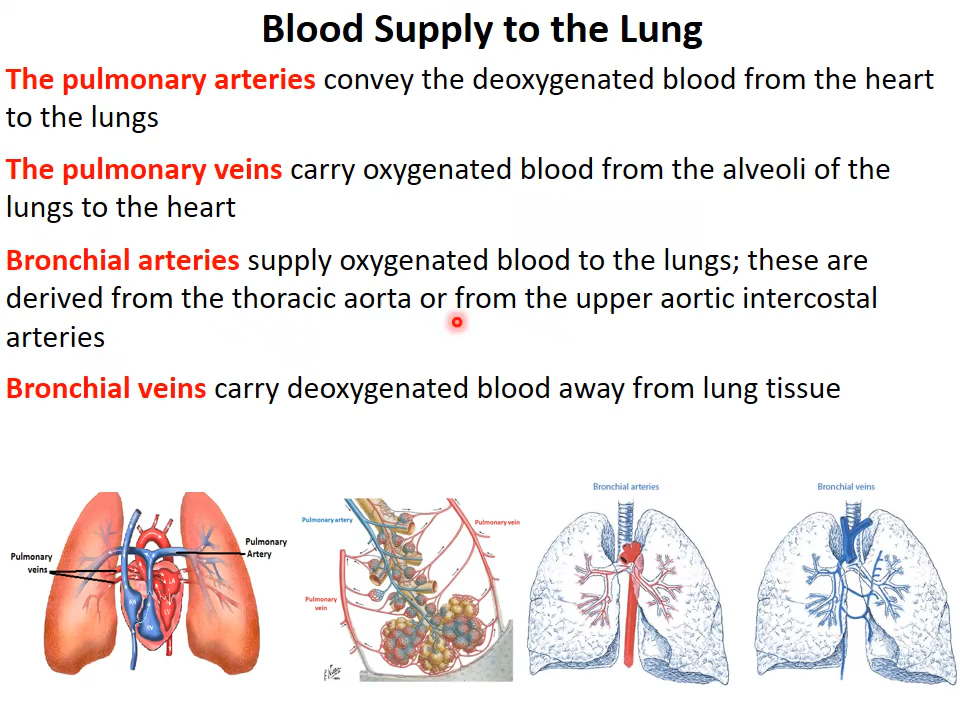 Blood Supply to the Lung
The pulmonary arteries convey the deoxygenated blood from the heart
to the lungs
The pulmonary veins carry oxygenated blood from the alveoli of the
lungs to the heart
Bronchial arteries supply oxygenated blood to the lungs; these are
derived from the thoracic aorta or from the upper aortic intercostal
arteries
Bronchial veins carry deoxygenated blood away from lung tissue
Pulmonary
veins
Pulmonary
Artery
RA
LA
RV
Pulmonary artery
Pulmonary vein
Pulmonary
vein
Bronchial arteries
Bronchial veins